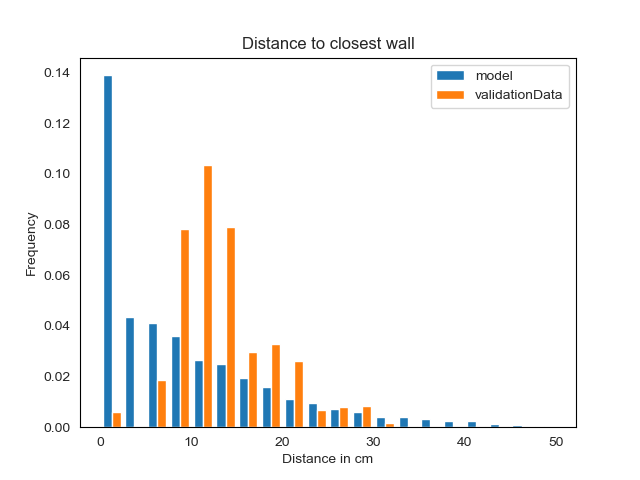 Distance to closest wall
model
validationData
Frequency
0.14
0.12
0.10
0.08
0.06
0.04
0.02
0.00
0 10 20 30 40 50
Distance in cm